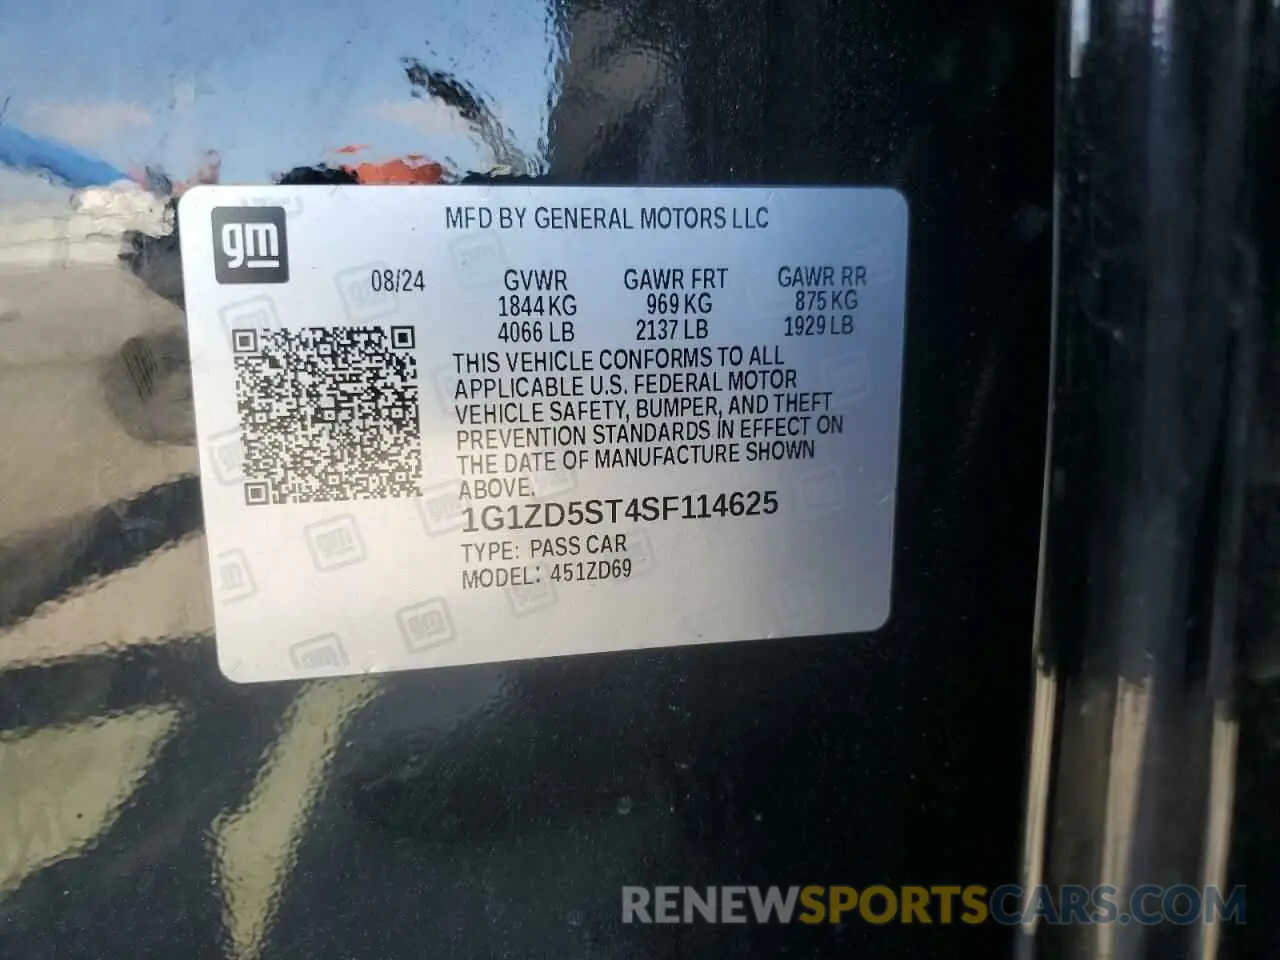 gm
MFD BY GENERAL MOTORS LLC
08/24 GVWR GAWR FRT GAWR RR
1844 KG 969 KG 875 KG
4066 LB 2137 LB 1929 LB
THIS VEHICLE CONFORMS TO ALL
APPLICABLE U.S. FEDERAL MOTOR
VEHICLE SAFETY, BUMPER, AND THEFT
PREVENTION STANDARDS IN EFFECT ON
THE DATE OF MANUFACTURE SHOWN
ABOVE.
1G1ZD5ST4SF114625
TYPE: PASS CAR
MODEL: 451ZD69
RENEWSPORTSCARS.COM